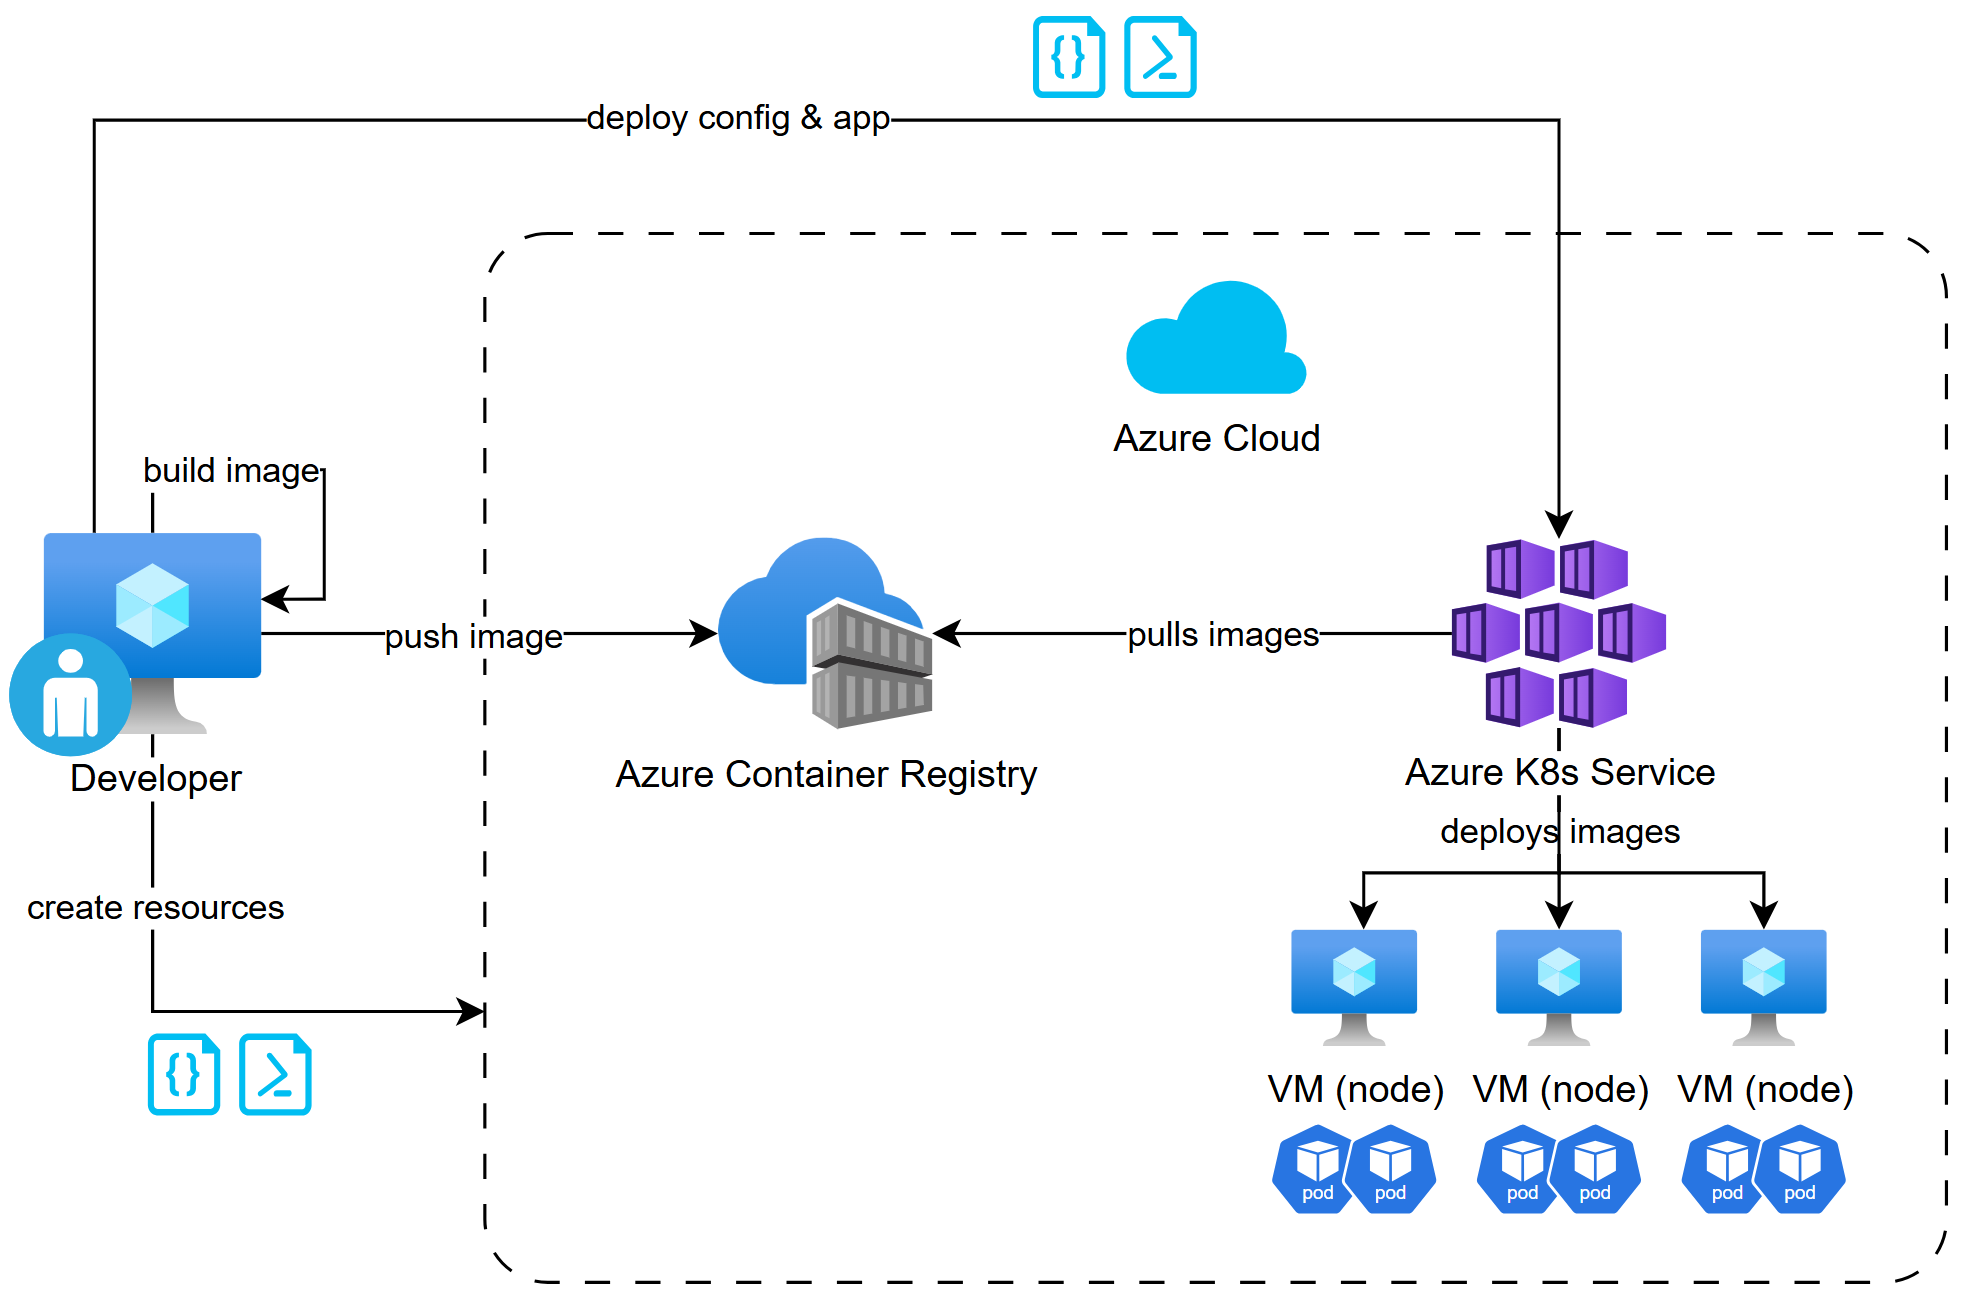 deploy config & app
Azure Cloud
build image
push image
pulls images
Developer
Azure Container Registry
Azure K8s Service
deploys images
create resources
VM (node)
VM (node)
VM (node)
pod
pod
pod
pod
pod
pod